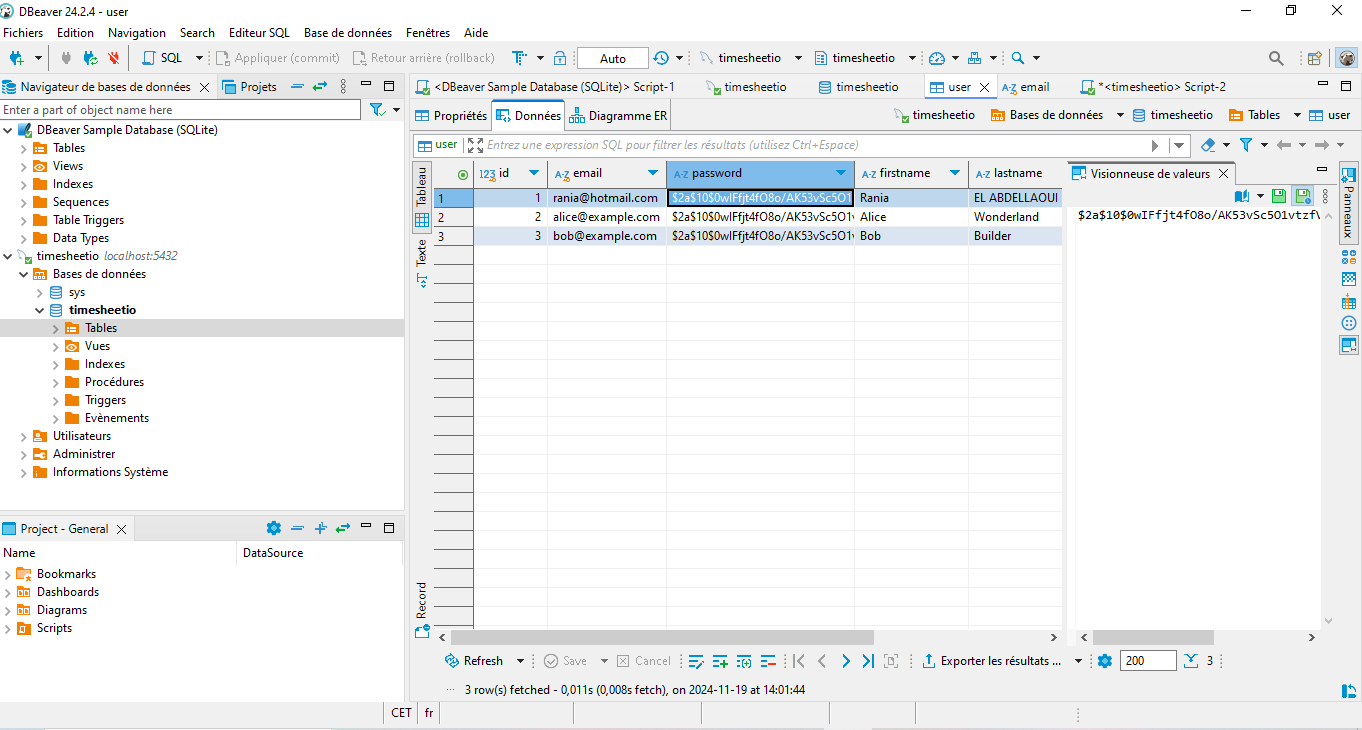 DBeaver 24.2.4 - user
Fichiers Edition Navigation Search Editeur SQL Base de données Fenêtres Aide
SQL Appliquer (commit) Retour arrière (rollback) Auto timesheetio timesheetio
Navigateur de bases de données Projets
Enter a part of object name here
DBeaver Sample Database (SQLite)
Tables
Views
Indexes
Sequences
Table Triggers
Data Types
timesheetio localhost:5432
Bases de données
sys
timesheetio
Tables
Vues
Indexes
Procédures
Triggers
Evènements
Utilisateurs
Administrer
Informations Système
Project - General
Name DataSource
Bookmarks
Dashboards
Diagrams
Scripts
<DBeaver Sample Database (SQLite)> Script-1 timesheetio timesheetio user email *<timesheetio> Script-2
Propriétés Données Diagramme ER timesheetio Bases de données timesheetio Tables user
user Entrez une expression SQL pour filtrer les résultats (utilisez Ctrl+Espace)
Tableau
Texte
Record
123 id A-Z email A-Z password A-Z firstname A-Z lastname
1 1 rania@hotmail.com $2a$10$0wIFfjt4fO8o/AK53vSc5O1 Rania EL ABDELLAOUI
2 2 alice@example.com $2a$10$0wIFfjt4fO8o/AK53vSc5O1v Alice Wonderland
3 3 bob@example.com $2a$10$0wIFfjt4fO8o/AK53vSc5O1v Bob Builder
Visionneuse de valeurs
$2a$10$0wIFfjt4fO8o/AK53vSc5O1vtzf
Panneaux
Refresh Save Cancel Exporter les résultats ... 200 3
3 row(s) fetched - 0,011s (0,008s fetch), on 2024-11-19 at 14:01:44
CET fr